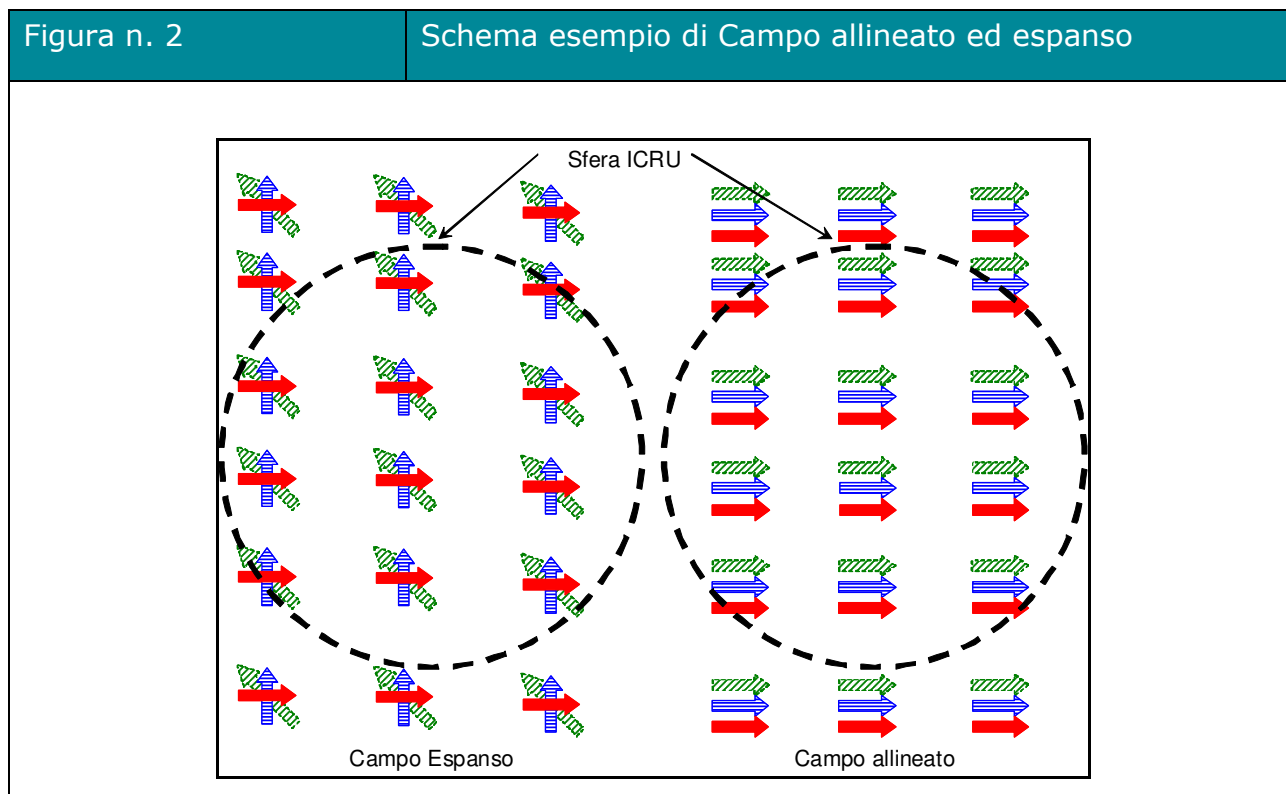 Figura n. 2
Schema esempio di Campo allineato ed espanso
Sfera ICRU
Campo Espanso
Campo allineato